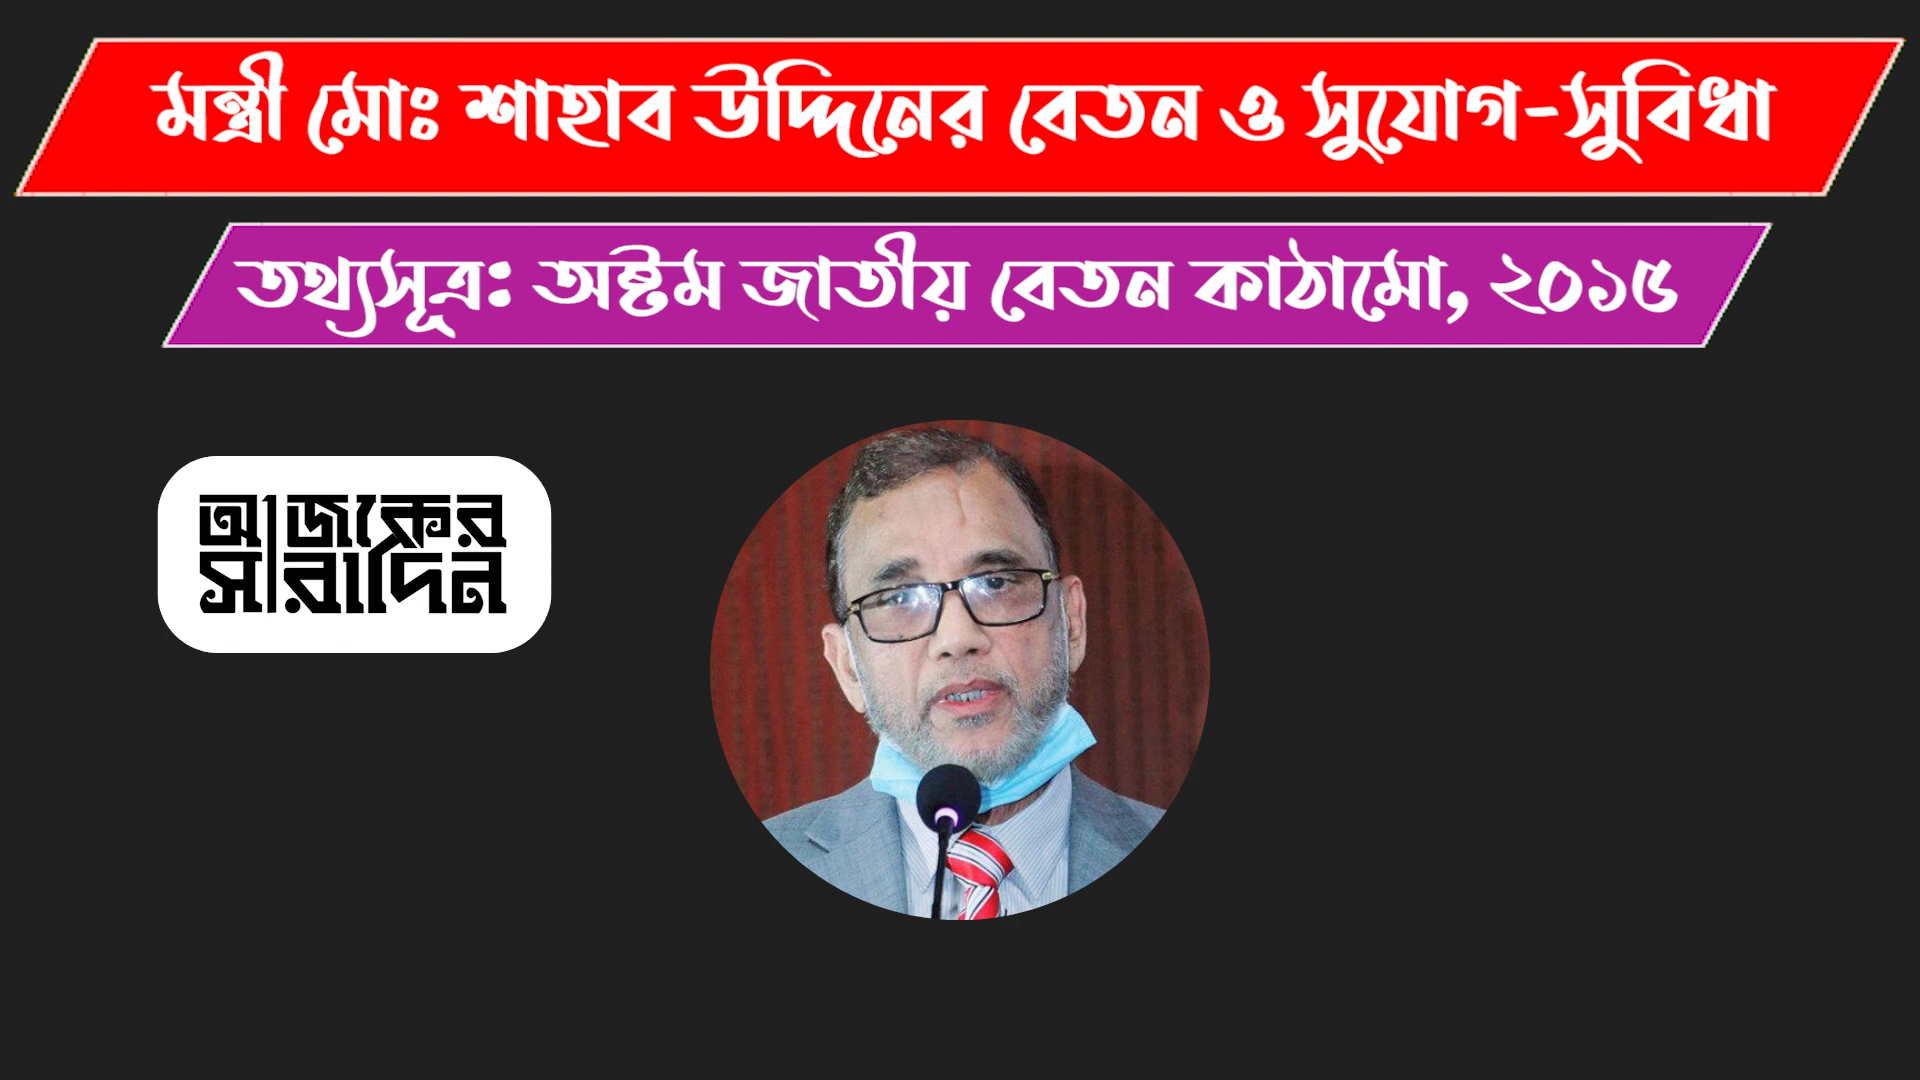 মন্ত্রী মোঃ শাহাব উদ্দিনের বেতন ও সুযোগ-সুবিধা
তথ্যসূত্র: অষ্টম জাতীয় বেতন কাঠামো, ২০১৫
আজকের
সারাদিন